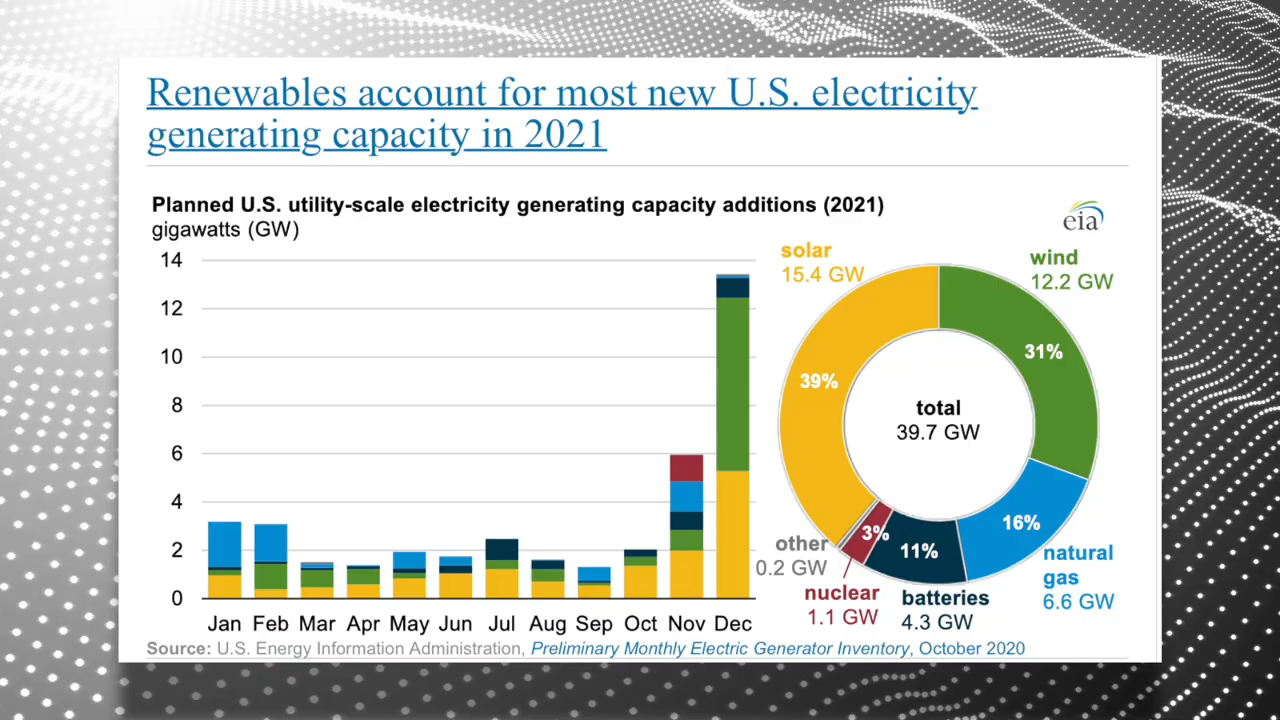 Renewables account for most new U.S. electricity
generating capacity in 2021
Planned U.S. utility-scale electricity generating capacity additions (2021)
gigawatts (GW)
eia
14
12
10
8
6
4
2
0
Jan Feb Mar Apr May Jun Jul Aug Sep Oct Nov Dec
solar
15.4 GW
wind
12.2 GW
31%
39%
total
39.7 GW
16%
3%
11%
other
0.2 GW
natural
gas
6.6 GW
nuclear
1.1 GW
batteries
4.3 GW
Source: U.S. Energy Information Administration, Preliminary Monthly Electric Generator Inventory, October 2020